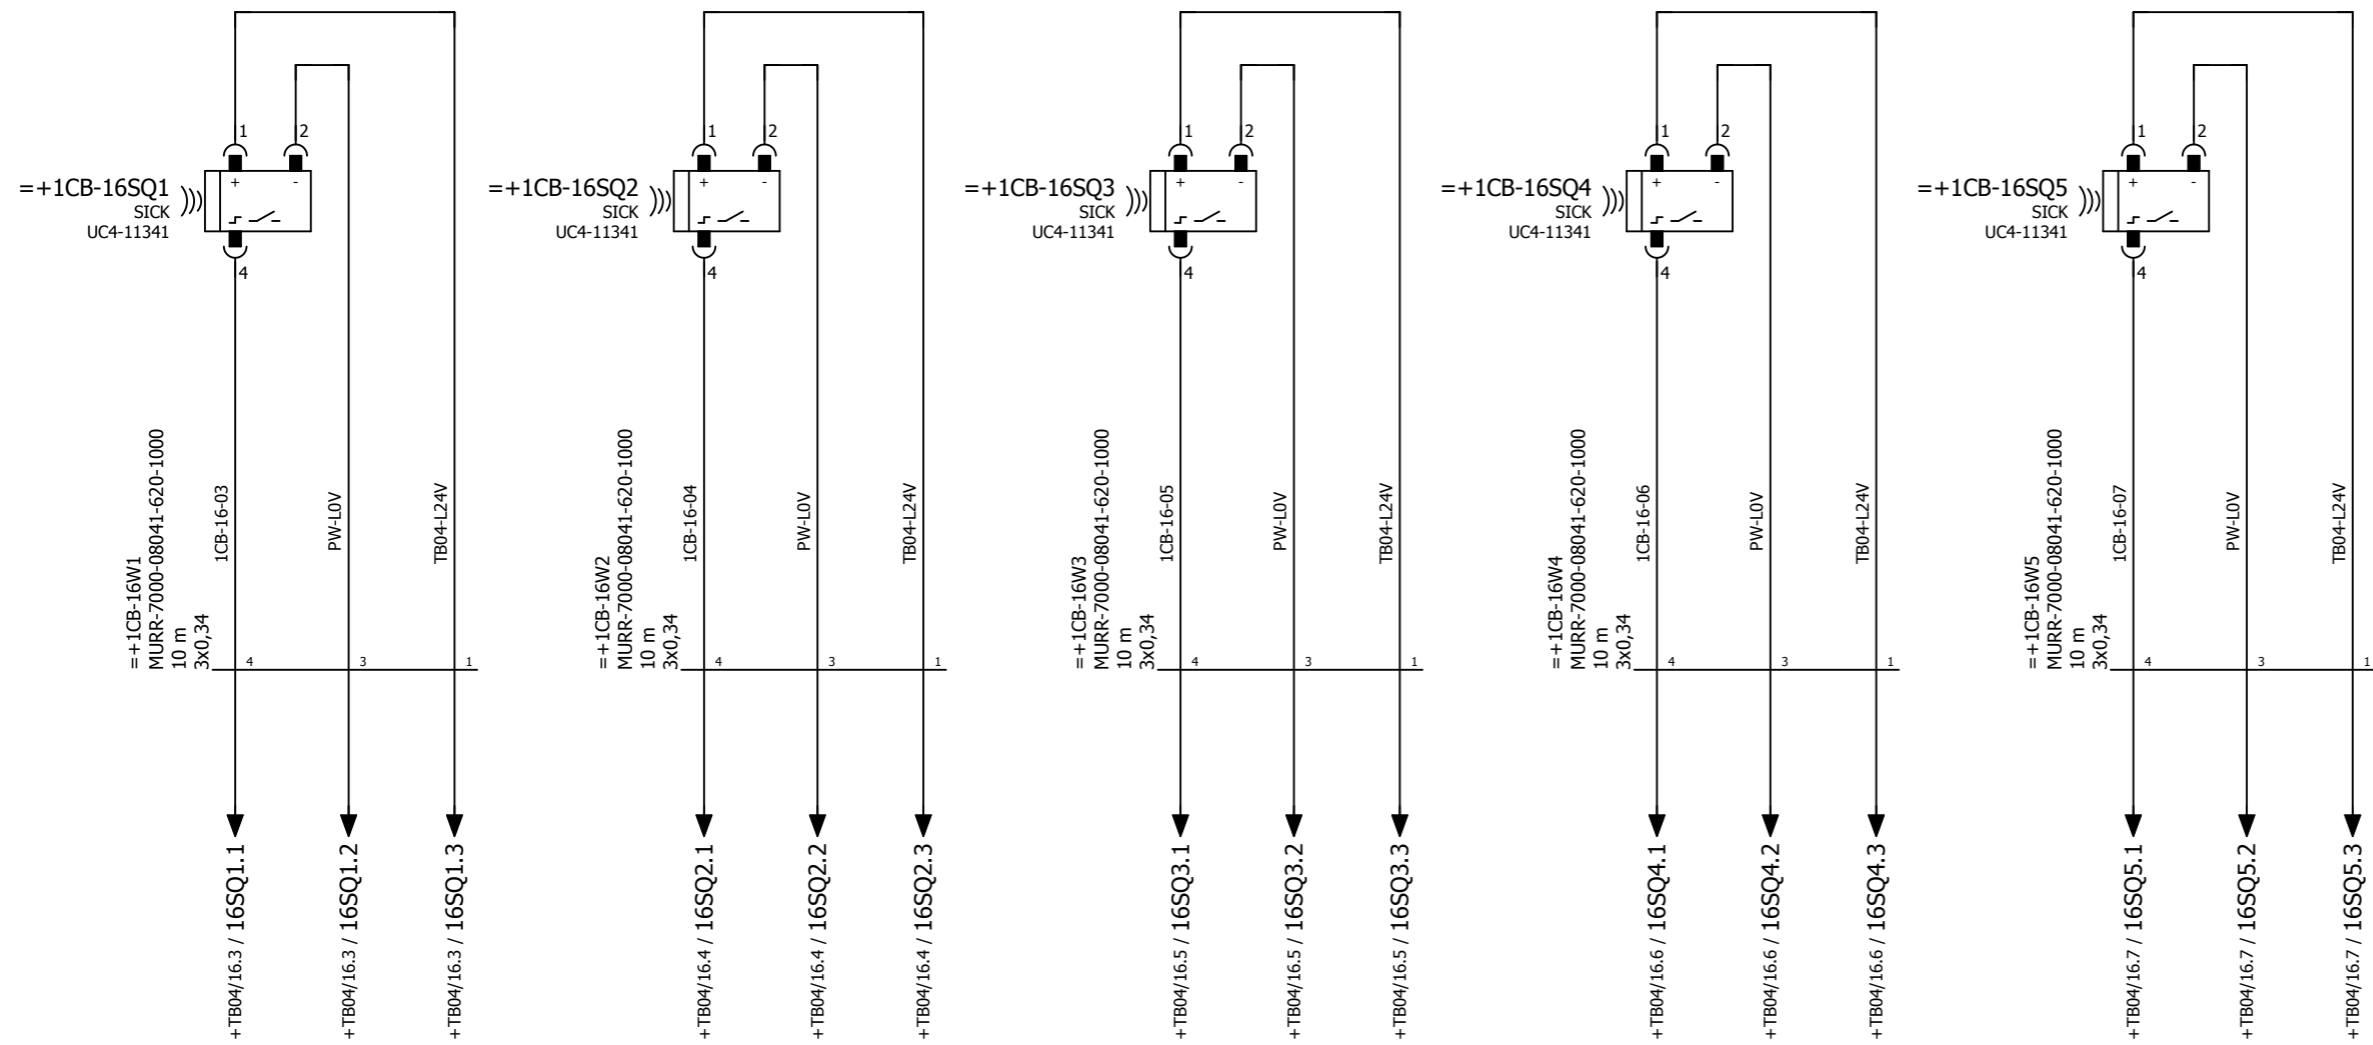 1
2
=+1CB-16SQ1
SICK
UC4-11341
+
-
4
=+1CB-16W1
MURR-7000-08041-620-1000
10 m
3x0,34
1CB-16-03
PW-L0V
TB04-L24V
4
3
1
+TB04/16.3 / 16SQ1.1
+TB04/16.3 / 16SQ1.2
+TB04/16.3 / 16SQ1.3
1
2
=+1CB-16SQ2
SICK
UC4-11341
+
-
4
=+1CB-16W2
MURR-7000-08041-620-1000
10 m
3x0,34
1CB-16-04
PW-L0V
TB04-L24V
4
3
1
+TB04/16.4 / 16SQ2.1
+TB04/16.4 / 16SQ2.2
+TB04/16.4 / 16SQ2.3
1
2
=+1CB-16SQ3
SICK
UC4-11341
+
-
4
=+1CB-16W3
MURR-7000-08041-620-1000
10 m
3x0,34
1CB-16-05
PW-L0V
TB04-L24V
4
3
1
+TB04/16.5 / 16SQ3.1
+TB04/16.5 / 16SQ3.2
+TB04/16.5 / 16SQ3.3
1
2
=+1CB-16SQ4
SICK
UC4-11341
+
-
4
=+1CB-16W4
MURR-7000-08041-620-1000
10 m
3x0,34
1CB-16-06
PW-L0V
TB04-L24V
4
3
1
+TB04/16.6 / 16SQ4.1
+TB04/16.6 / 16SQ4.2
+TB04/16.6 / 16SQ4.3
1
2
=+1CB-16SQ5
SICK
UC4-11341
+
-
4
=+1CB-16W5
MURR-7000-08041-620-1000
10 m
3x0,34
1CB-16-07
PW-L0V
TB04-L24V
4
3
1
+TB04/16.7 / 16SQ5.1
+TB04/16.7 / 16SQ5.2
+TB04/16.7 / 16SQ5.3